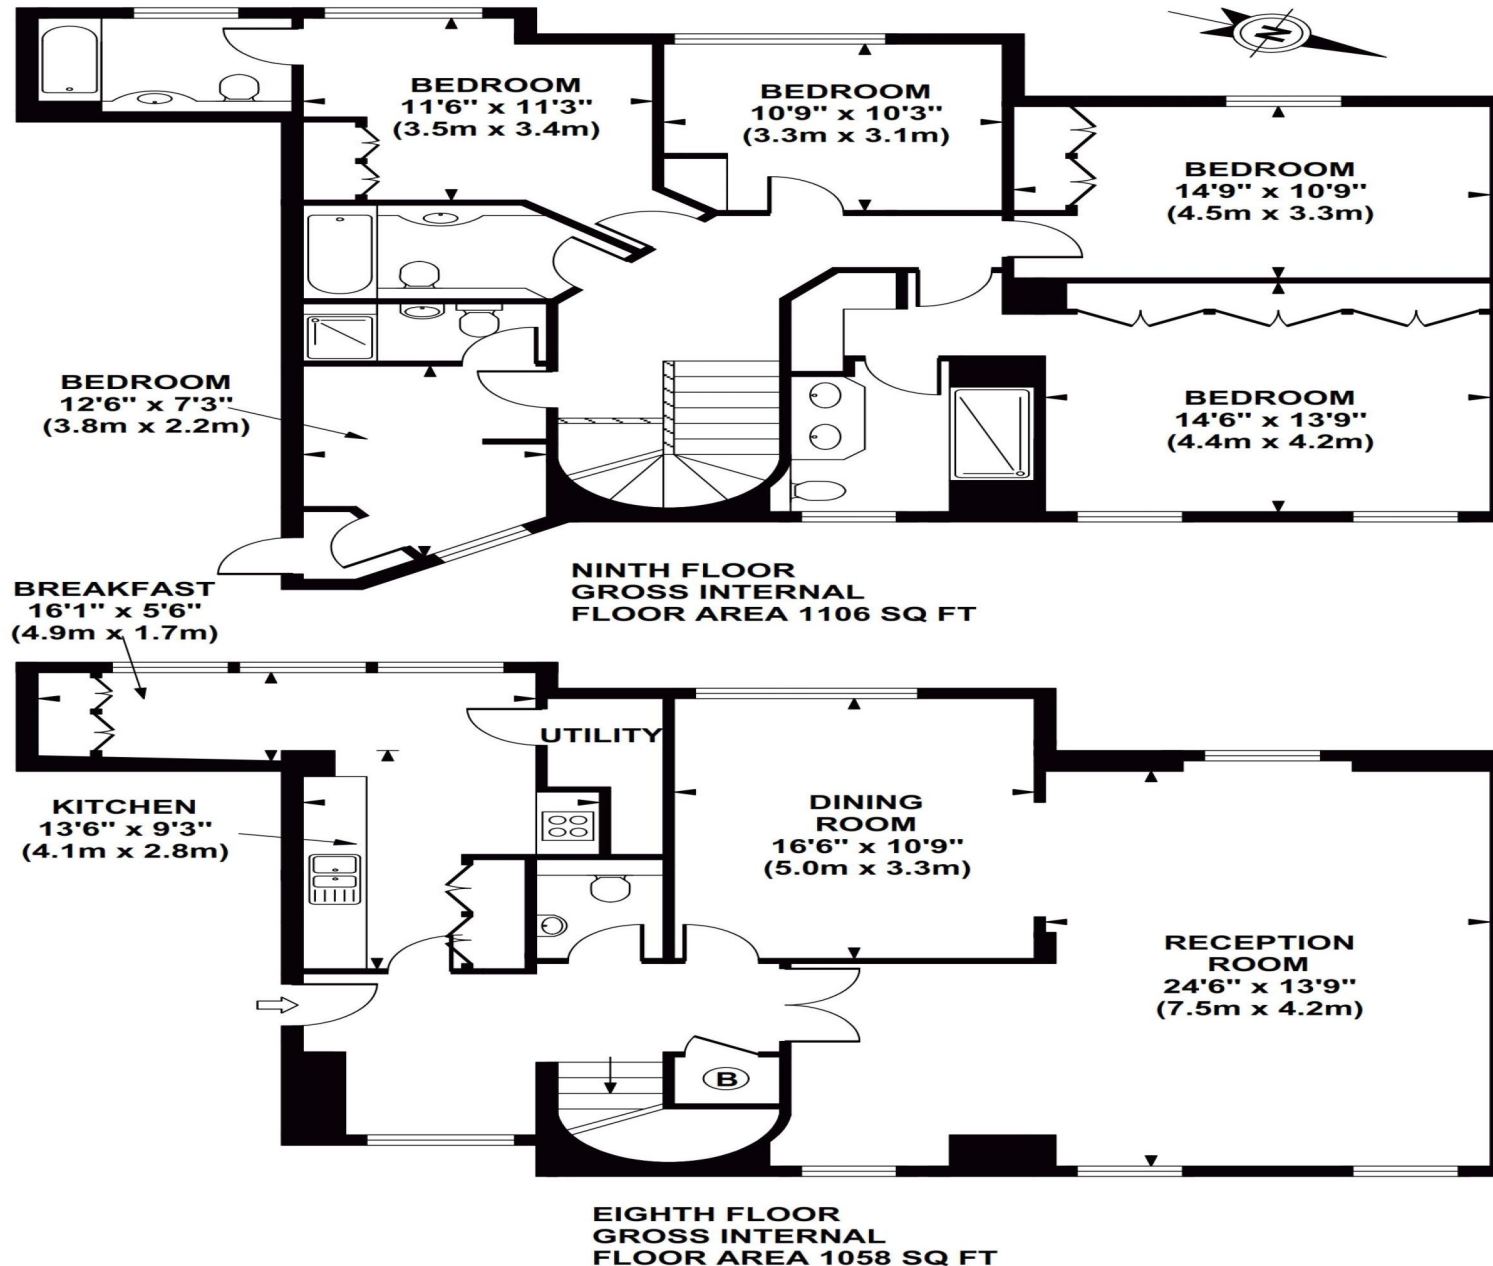 N
BEDROOM
11'6" x 11'3"
(3.5m x 3.4m)
BEDROOM
10'9" x 10'3"
(3.3m x 3.1m)
BEDROOM
14'9" x 10'9"
(4.5m x 3.3m)
BEDROOM
12'6" x 7'3"
(3.8m x 2.2m)
BEDROOM
14'6" x 13'9"
(4.4m x 4.2m)
NINTH FLOOR
GROSS INTERNAL
FLOOR AREA 1106 SQ FT
BREAKFAST
16'1" x 5'6"
(4.9m x 1.7m)
UTILITY
KITCHEN
13'6" x 9'3"
(4.1m x 2.8m)
DINING
ROOM
16'6" x 10'9"
(5.0m x 3.3m)
RECEPTION
ROOM
24'6" x 13'9"
(7.5m x 4.2m)
B
EIGHTH FLOOR
GROSS INTERNAL
FLOOR AREA 1058 SQ FT